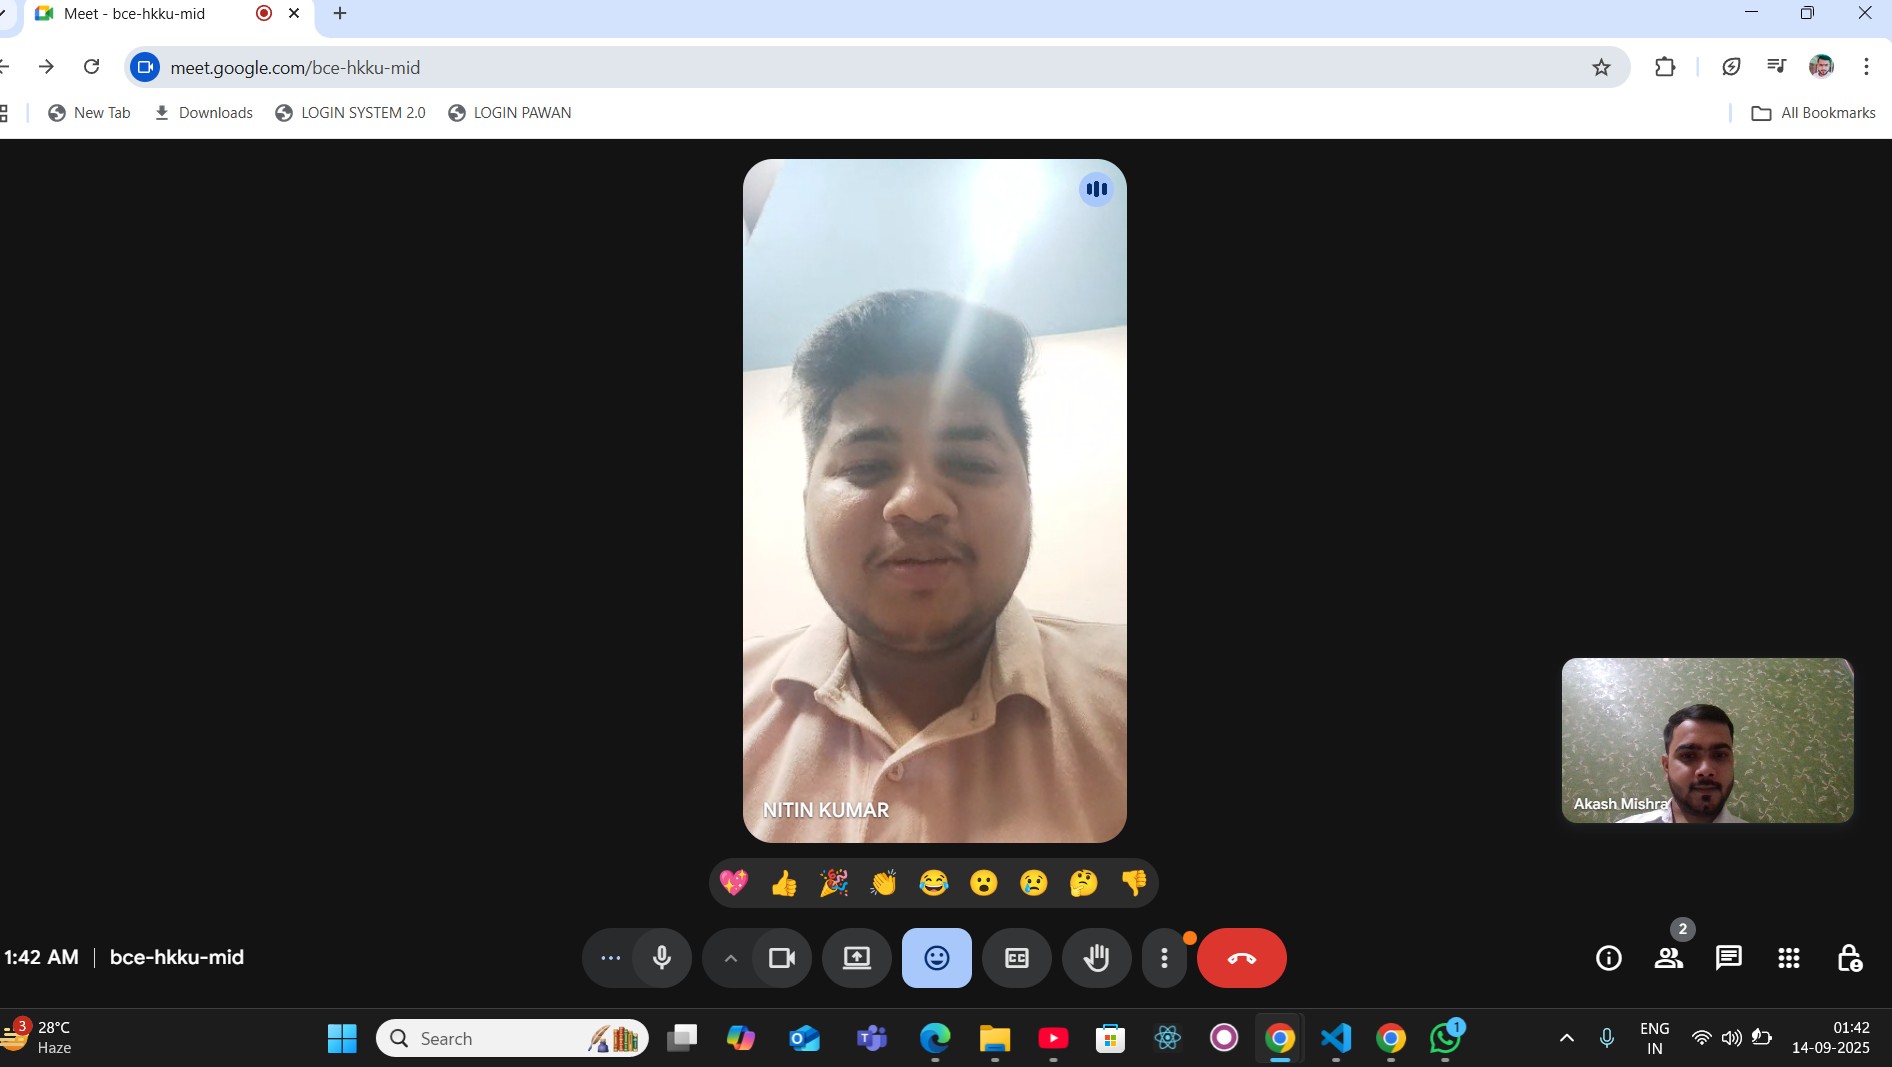 Meet - bce-hkku-mid
meet.google.com/bce-hkku-mid
New Tab
Downloads
LOGIN SYSTEM 2.0
LOGIN PAWAN
All Bookmarks
NITIN KUMAR
Akash Mishra
1:42 AM | bce-hkku-mid
CC
2
3
28°C
Haze
Search
1
ENG
IN
01:42
14-09-2025